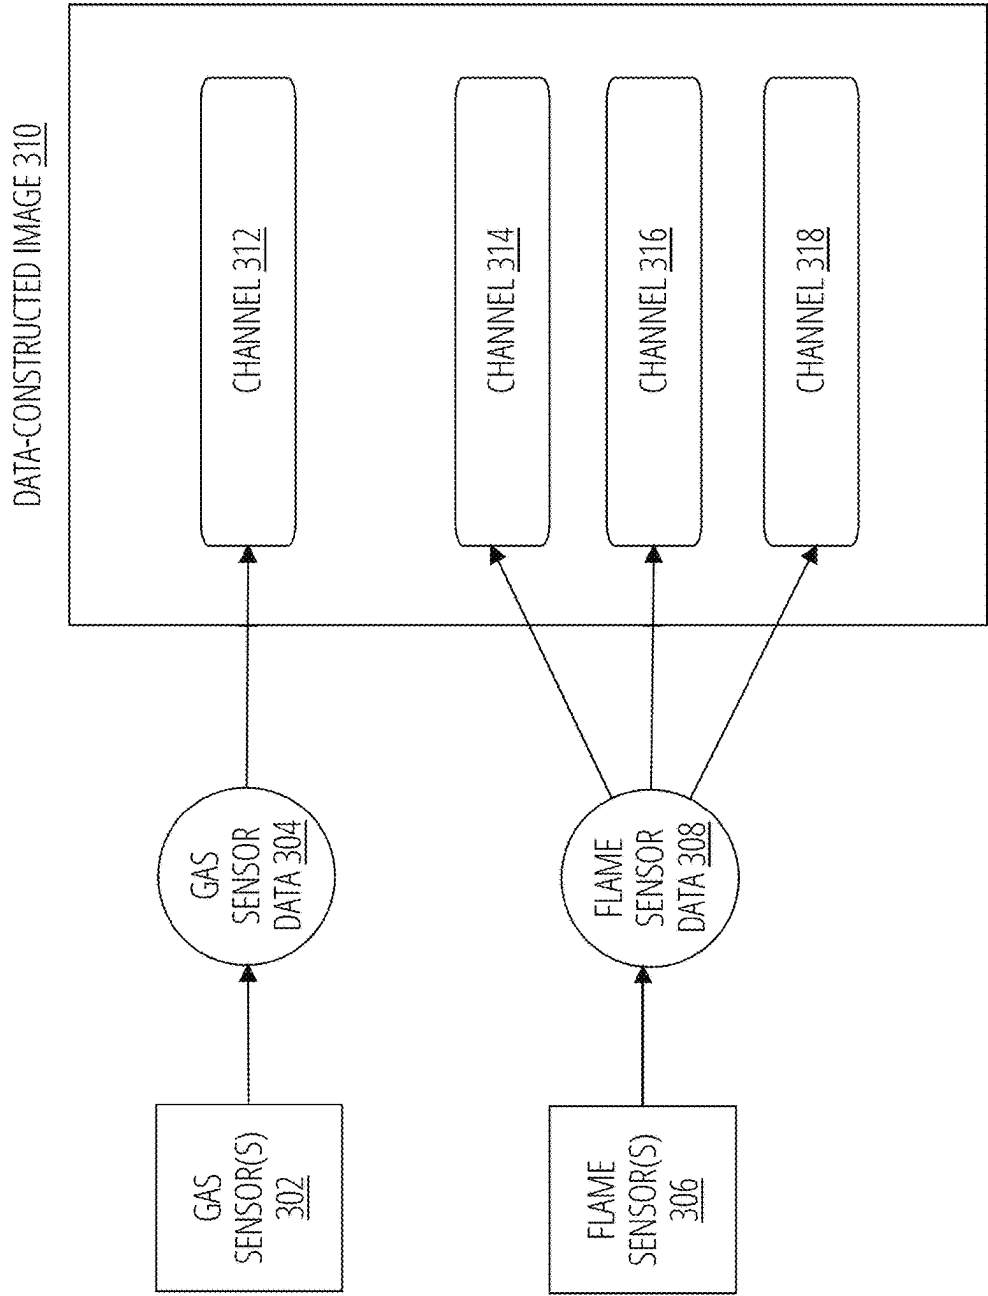 DATA-CONSTRUCTED IMAGE 310
GAS
SENSOR(S)
302
GAS
SENSOR
DATA 304
CHANNEL 312
FLAME
SENSOR(S)
306
FLAME
SENSOR
DATA 308
CHANNEL 314
CHANNEL 316
CHANNEL 318